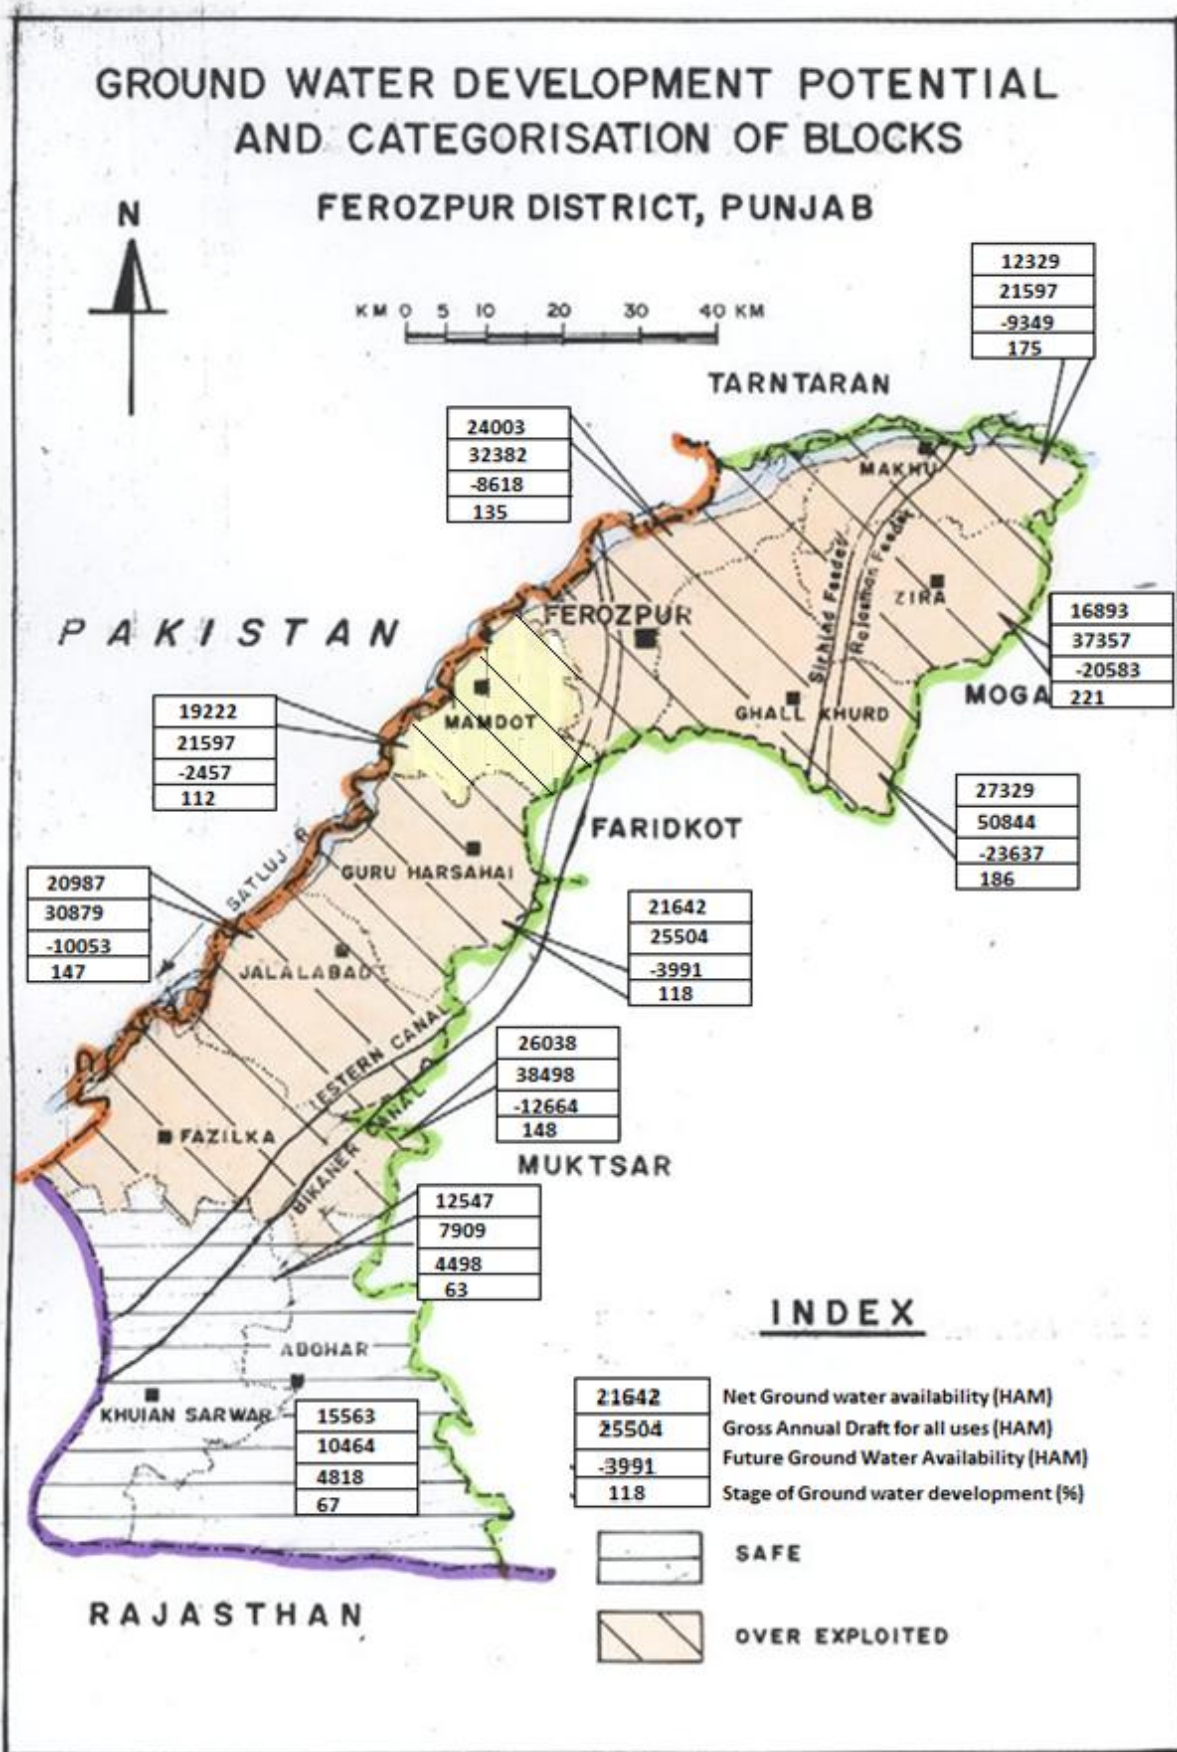 GROUND WATER DEVELOPMENT POTENTIAL
AND CATEGORISATION OF BLOCKS
FEROZPUR DISTRICT, PUNJAB
N
KM 0 5 10 20 30 40 KM
12329
21597
-9349
175
TARNTARAN
24003
32382
-8618
135
MAKHU
Sirhind Feeder
Rajasthan Feeder
ZIRA
PAKISTAN
FEROZPUR
16893
37357
-20583
221
MOGA
MAMDOT
GHALL KHURD
19222
21597
-2457
112
27329
50844
-23637
186
FARIDKOT
SATLUJ R
GURU HARSAHAI
20987
30879
-10053
147
21642
25504
-3991
118
JALALABAD
ESTERN CANAL
BIKANER CANAL
26038
38498
-12664
148
FAZILKA
MUKTSAR
12547
7909
4498
63
ABOHAR
KHUIAN SARWAR
15563
10464
4818
67
INDEX
21642 Net Ground water availability (HAM)
25504 Gross Annual Draft for all uses (HAM)
-3991 Future Ground Water Availability (HAM)
118 Stage of Ground water development (%)
SAFE
RAJASTHAN
OVER EXPLOITED